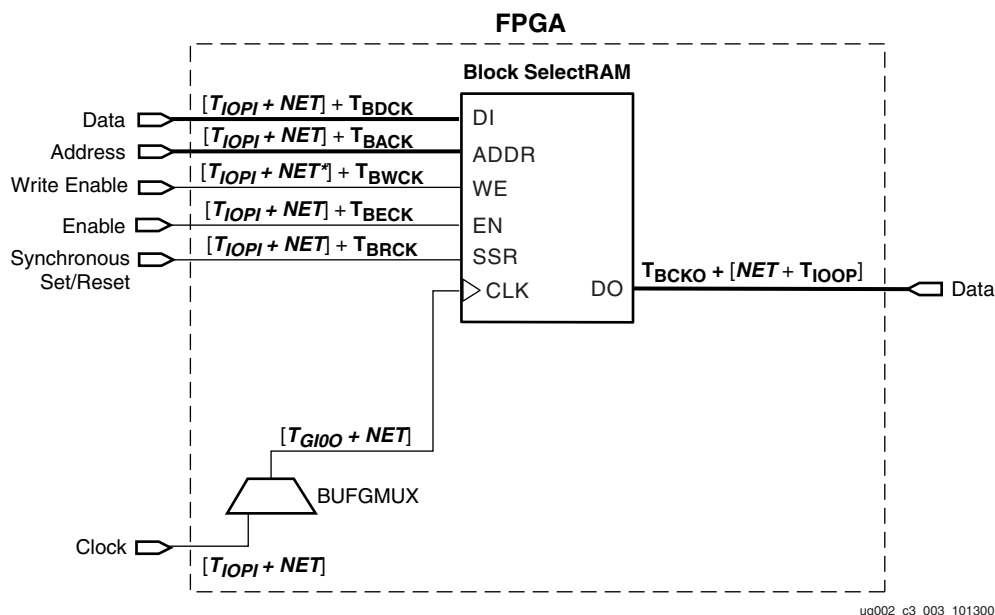 FPGA
Block SelectRAM
Data
[TIOPI + NET] + TBDCK
DI
Address
[TIOPI + NET] + TBACK
ADDR
Write Enable
[TIOPI + NET*] + TBWCK
WE
Enable
[TIOPI + NET] + TBECK
EN
Synchronous
Set/Reset
[TIOPI + NET] + TBRCK
SSR
CLK
DO
TBCKO + [NET + TIOOP]
Data
[TGI0O + NET]
BUFGMUX
Clock
[TIOPI + NET]
ug002_c3_003_101300